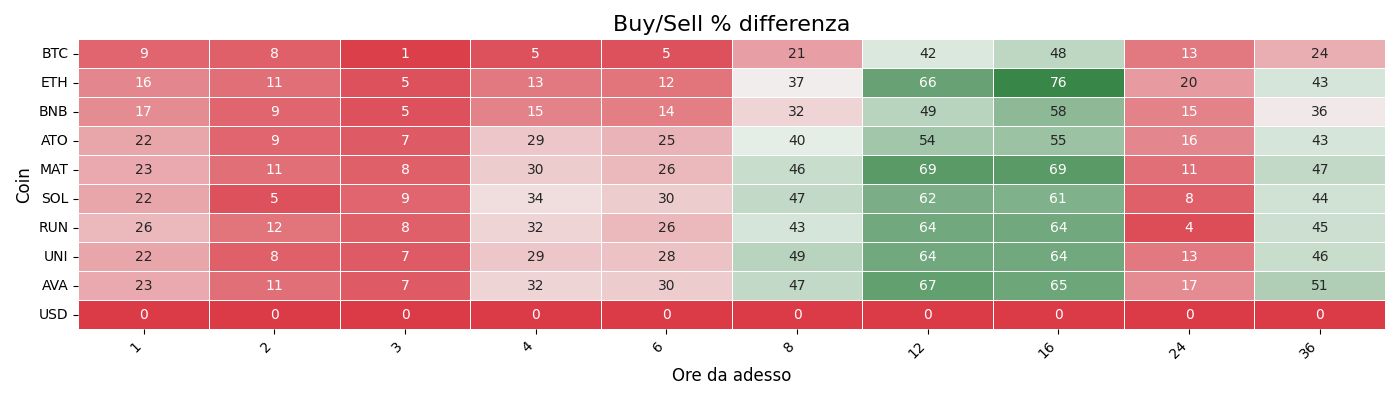 Buy/Sell % differenza
Coin
BTC 9 8 1 5 5 21 42 48 13 24
ETH 16 11 5 13 12 37 66 76 20 43
BNB 17 9 5 15 14 32 49 58 15 36
ATO 22 9 7 29 25 40 54 55 16 43
MAT 23 11 8 30 26 46 69 69 11 47
SOL 22 5 9 34 30 47 62 61 8 44
RUN 26 12 8 32 26 43 64 64 4 45
UNI 22 8 7 29 28 49 64 64 13 46
AVA 23 11 7 32 30 47 67 65 17 51
USD 0 0 0 0 0 0 0 0 0 0
1 2 3 4 6 8 12 16 24 36
Ore da adesso